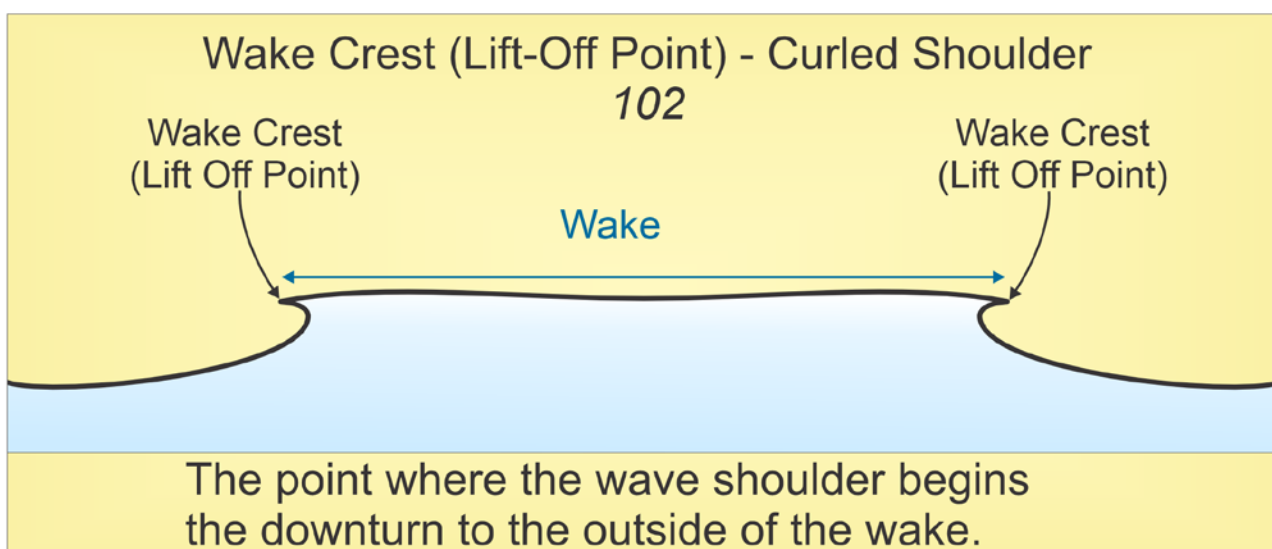 Wake Crest (Lift-Off Point) - Curled Shoulder
102
Wake Crest
(Lift Off Point)
Wake Crest
(Lift Off Point)
Wake
The point where the wave shoulder begins
the downturn to the outside of the wake.